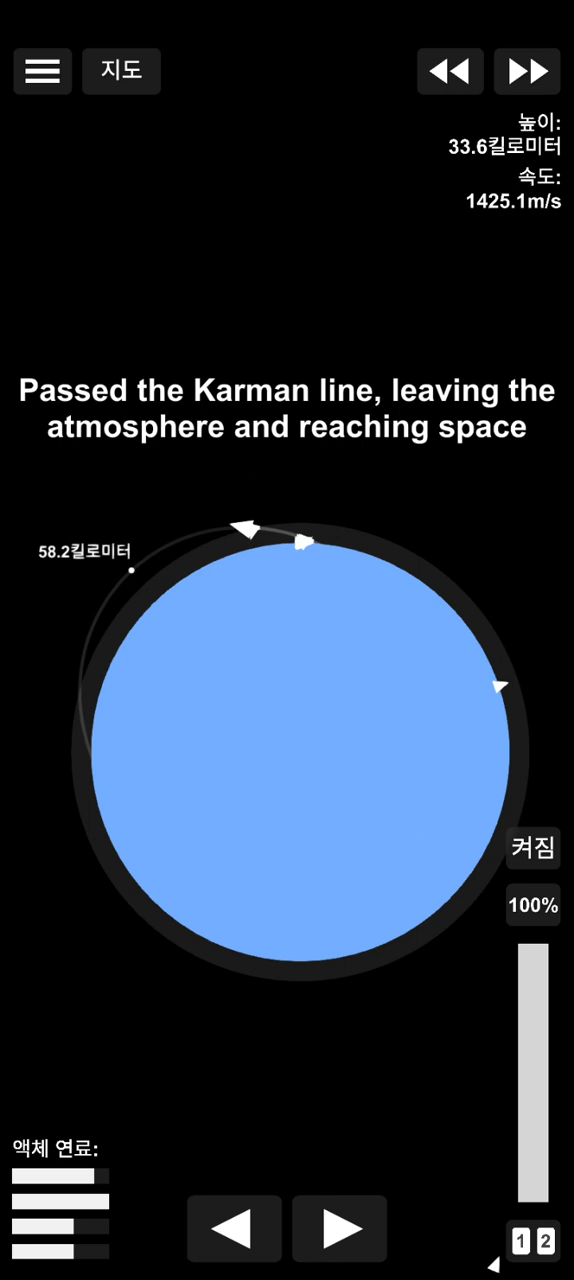 지도
높이:
33.6킬로미터
속도:
1425.1m/s
Passed the Karman line, leaving the
atmosphere and reaching space
58.2킬로미터
켜짐
100%
액체 연료:
1 2